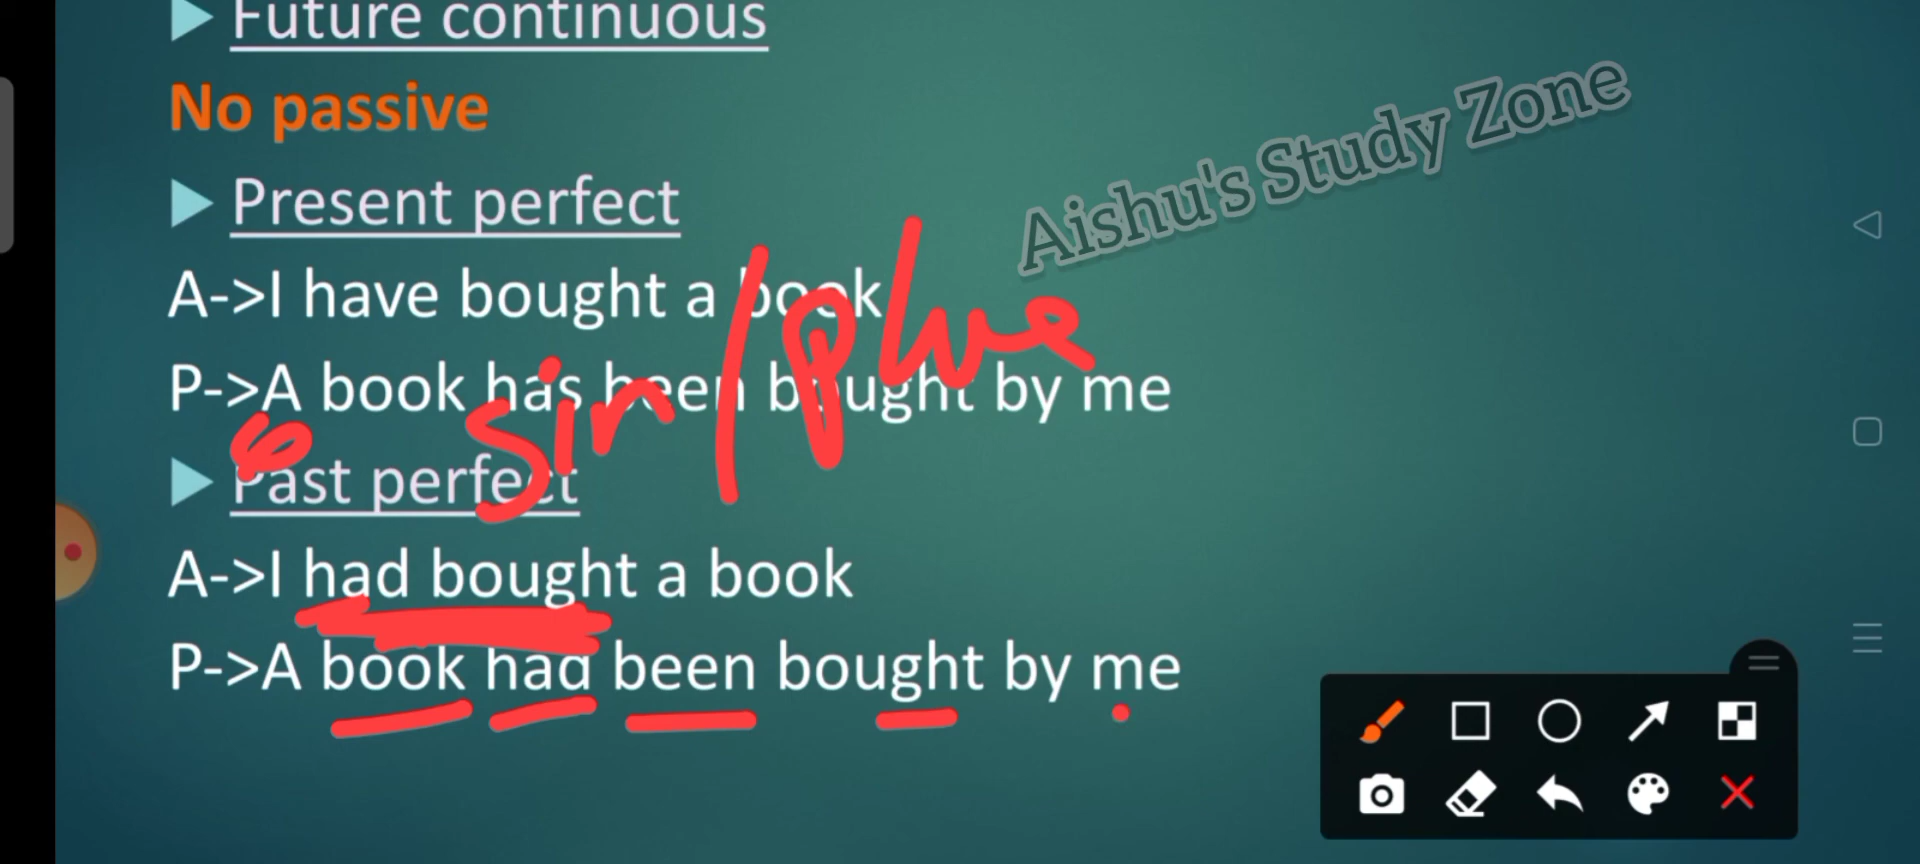 Future continuous
No passive
Present perfect
A->I have bought a book
P->A book has been bought by me
sin/plu
Past perfect
A->I had bought a book
P->A book had been bought by me
Aishu's Study Zone